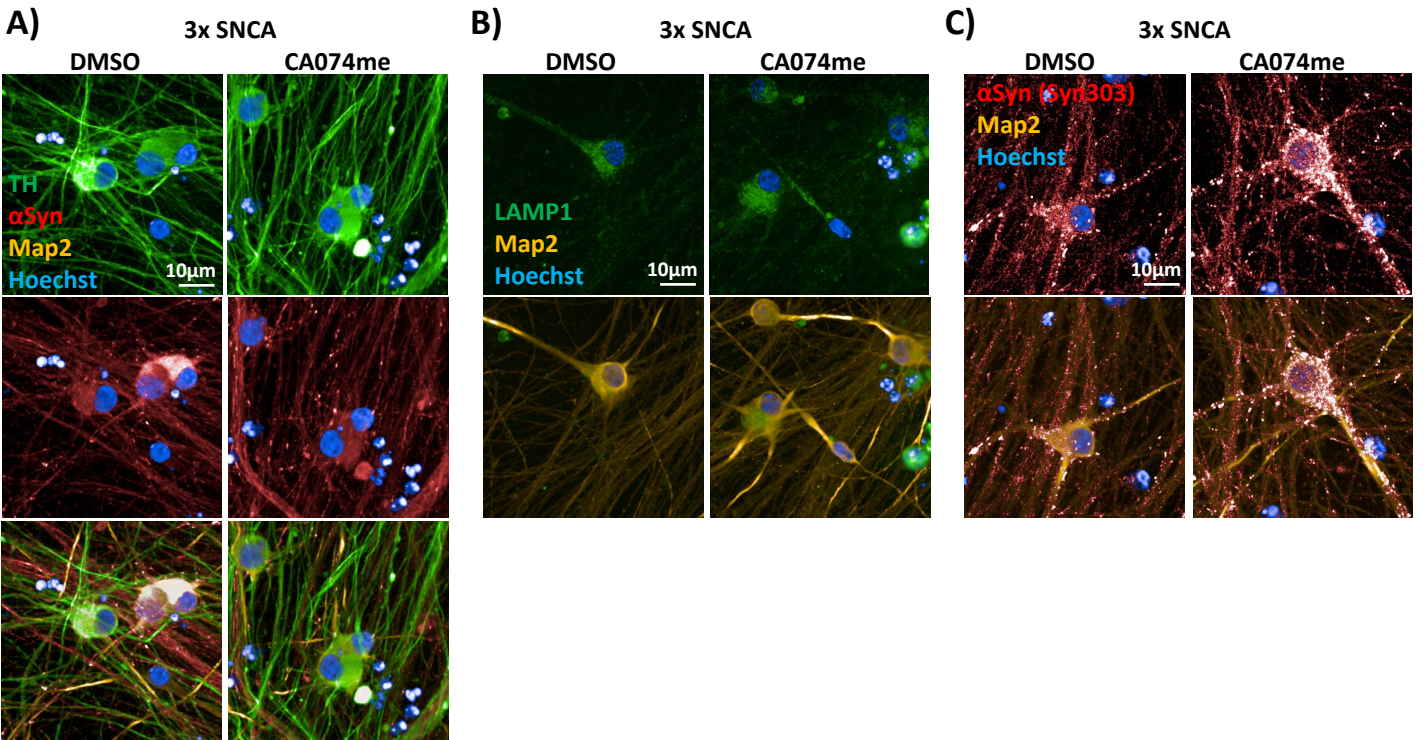 A)
3x SNCA
DMSO
CA074me
TH
αSyn
Map2
Hoechst
10μm
B)
3x SNCA
DMSO
CA074me
LAMP1
Map2
Hoechst
10μm
C)
3x SNCA
DMSO
CA074me
αSyn (Syn303)
Map2
Hoechst
10μm